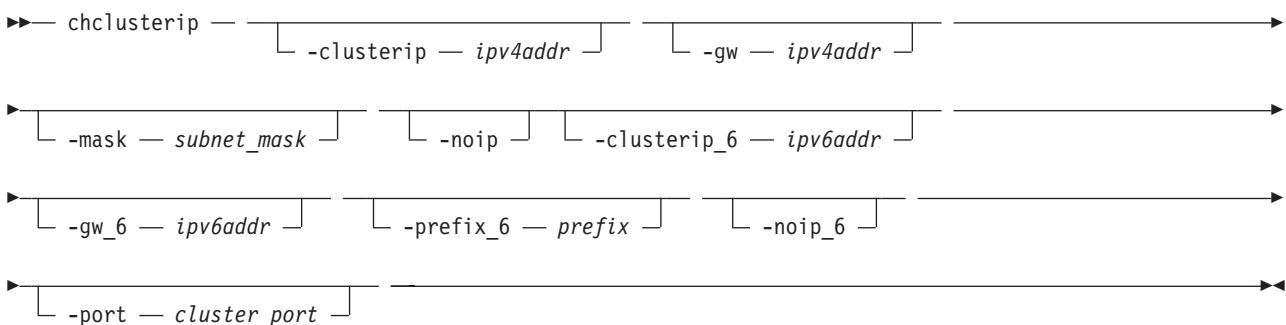 ▶▶— chclusterip — -clusterip — ipv4addr — -gw — ipv4addr —▶
▶— -mask — subnet_mask — -noip — -clusterip_6 — ipv6addr —▶
▶— -gw_6 — ipv6addr — -prefix_6 — prefix — -noip_6 —▶
▶— -port — cluster port —▶◀